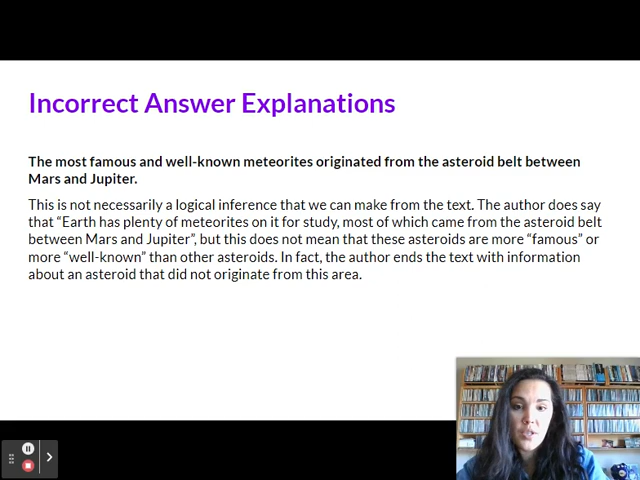 Incorrect Answer Explanations
The most famous and well-known meteorites originated from the asteroid belt between
Mars and Jupiter.
This is not necessarily a logical inference that we can make from the text. The author does say
that “Earth has plenty of meteorites on it for study, most of which came from the asteroid belt
between Mars and Jupiter”, but this does not mean that these asteroids are more “famous” or
more “well-known” than other asteroids. In fact, the author ends the text with information
about an asteroid that did not originate from this area.